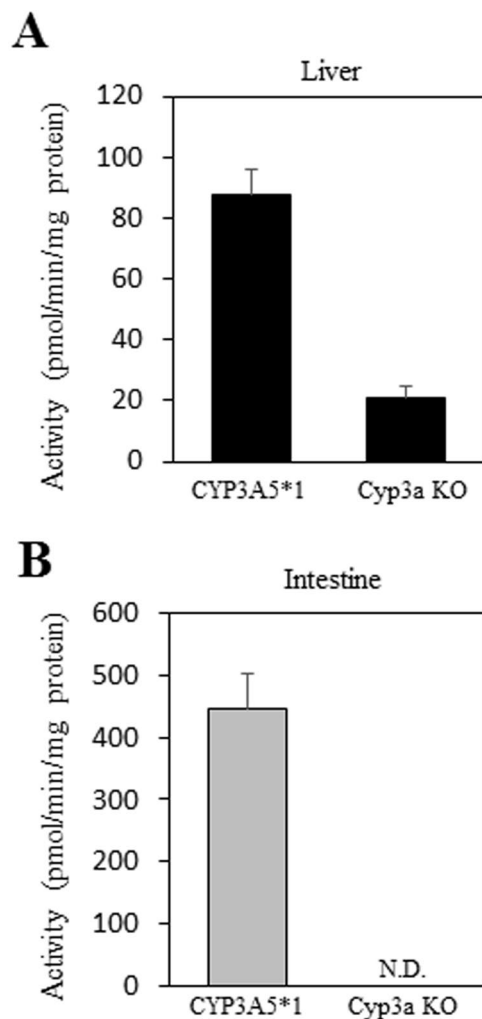 A
Liver
Activity (pmol/min/mg protein)
120
100
80
60
40
20
0
CYP3A5*1 Cyp3a KO
B
Intestine
Activity (pmol/min/mg protein)
600
500
400
300
200
100
0
N.D.
CYP3A5*1 Cyp3a KO